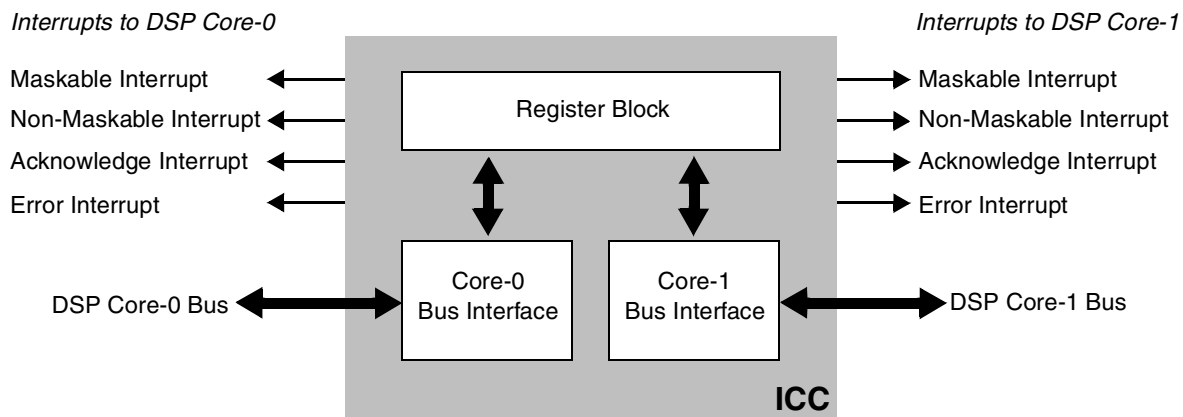 Interrupts to DSP Core-0
Interrupts to DSP Core-1
Maskable Interrupt
Non-Maskable Interrupt
Acknowledge Interrupt
Error Interrupt
Register Block
Maskable Interrupt
Non-Maskable Interrupt
Acknowledge Interrupt
Error Interrupt
DSP Core-0 Bus
Core-0
Bus Interface
Core-1
Bus Interface
DSP Core-1 Bus
ICC